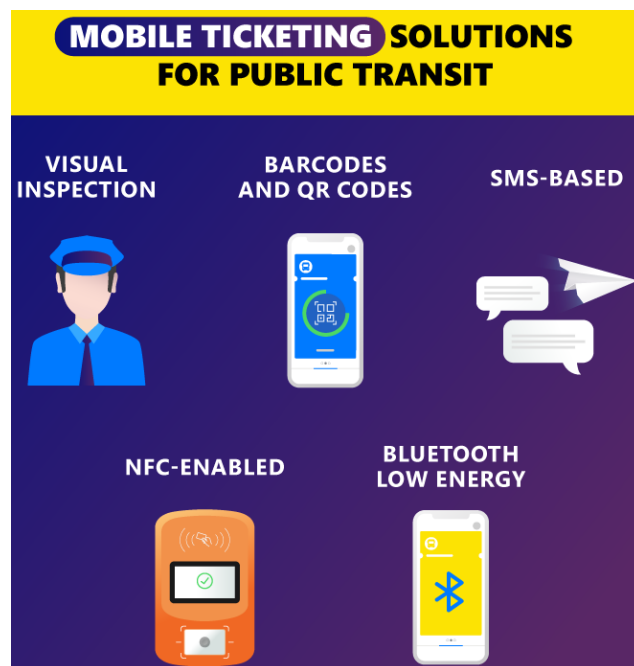 MOBILE TICKETING SOLUTIONS
FOR PUBLIC TRANSIT
VISUAL
INSPECTION
BARCODES
AND QR CODES
SMS-BASED
NFC-ENABLED
BLUETOOTH
LOW ENERGY